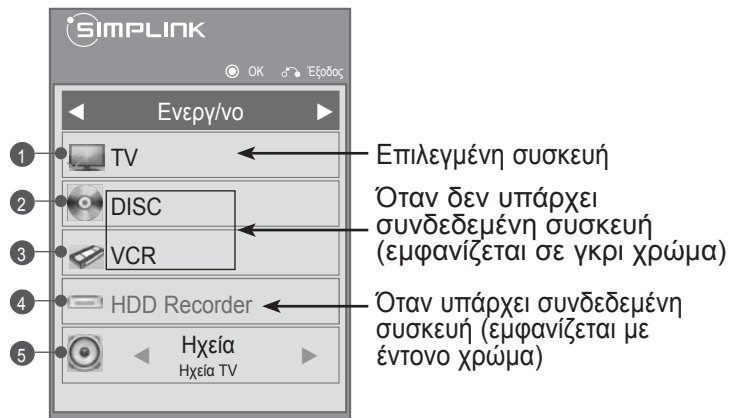 SIMPLINK
OK Έξοδος
Ενεργ/νο
1 TV
Επιλεγμένη συσκευή
2 DISC
3 VCR
Όταν δεν υπάρχει
συνδεδεμένη συσκευή
(εμφανίζεται σε γκρι χρώμα)
4 HDD Recorder
Όταν υπάρχει συνδεδεμένη
συσκευή (εμφανίζεται με
έντονο χρώμα)
5 Ηχεία
Ηχεία TV